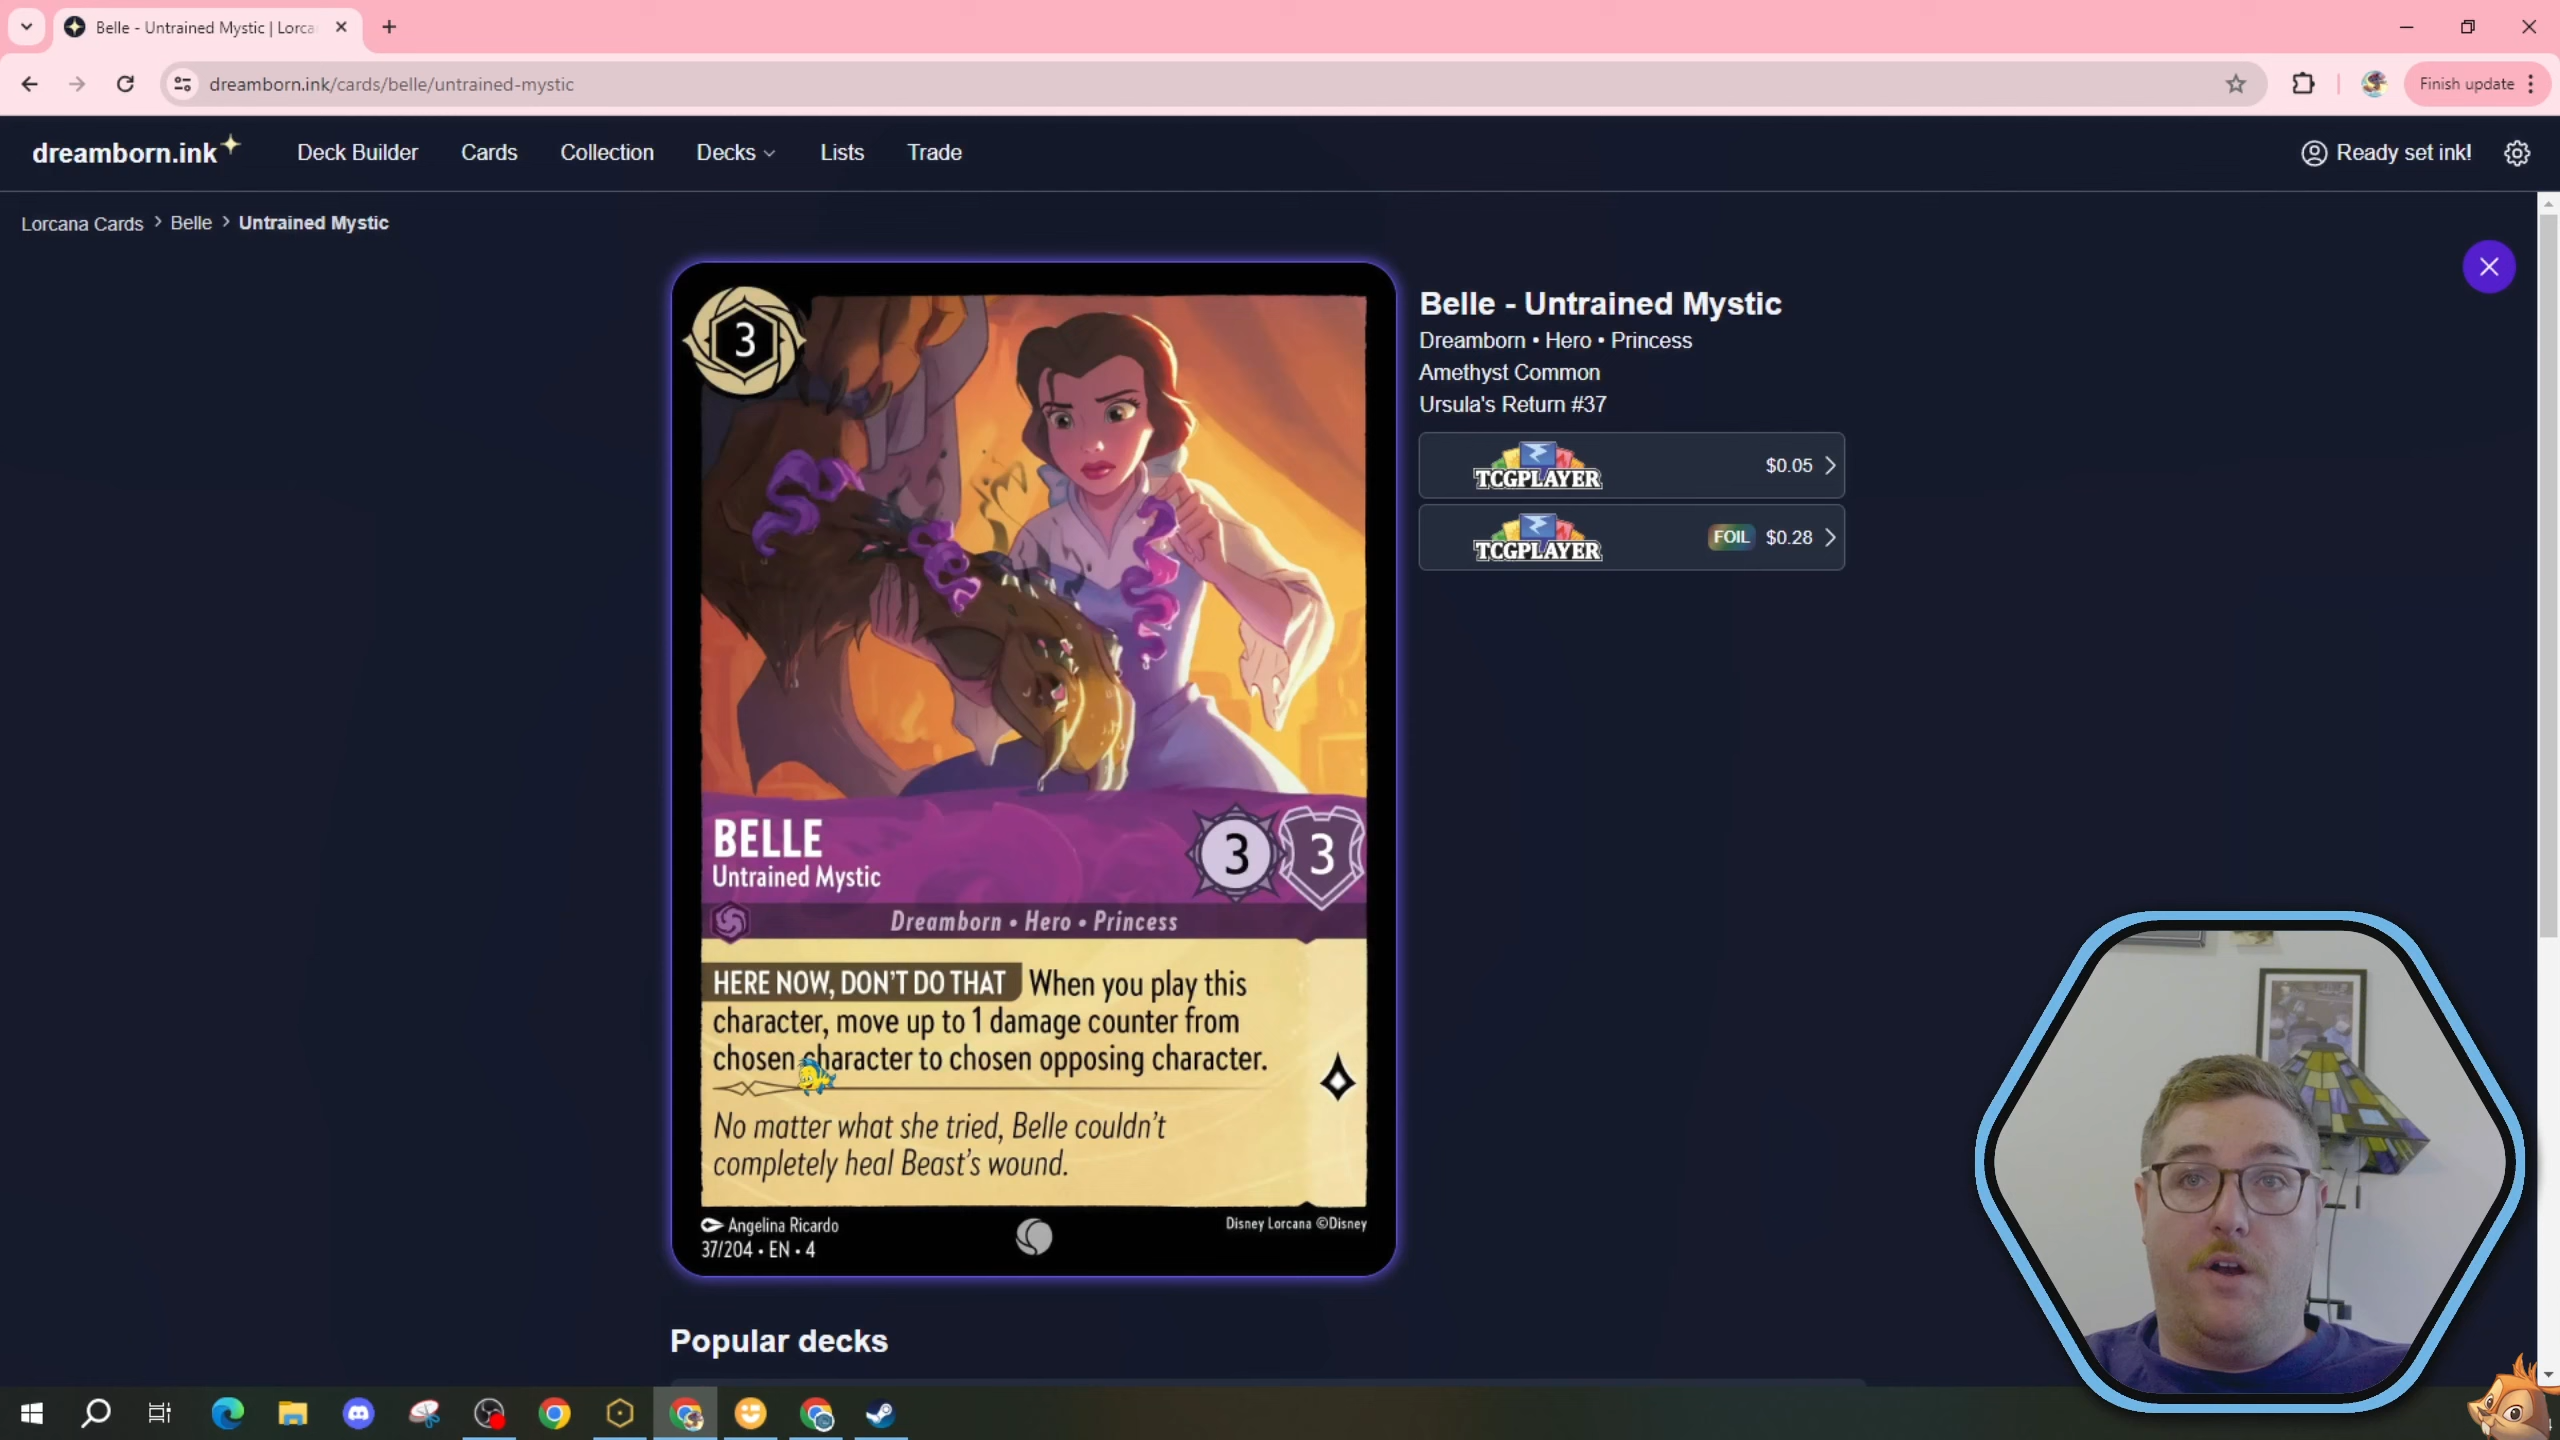 Belle - Untrained Mystic | Lorca
dreamborn.ink/cards/belle/untrained-mystic
Finish update
dreamborn.ink
Deck Builder
Cards
Collection
Decks
Lists
Trade
Ready set ink!
Lorcana Cards > Belle > Untrained Mystic
3
Belle - Untrained Mystic
Dreamborn • Hero • Princess
Amethyst Common
Ursula's Return #37
TCGPLAYER
$0.05
TCGPLAYER
FOIL
$0.28
BELLE
Untrained Mystic
3
3
Dreamborn • Hero • Princess
HERE NOW, DON'T DO THAT When you play this
character, move up to 1 damage counter from
chosen character to chosen opposing character.
No matter what she tried, Belle couldn't
completely heal Beast's wound.
Angelina Ricardo
37/204 • EN • 4
Disney Lorcana ©Disney
Popular decks